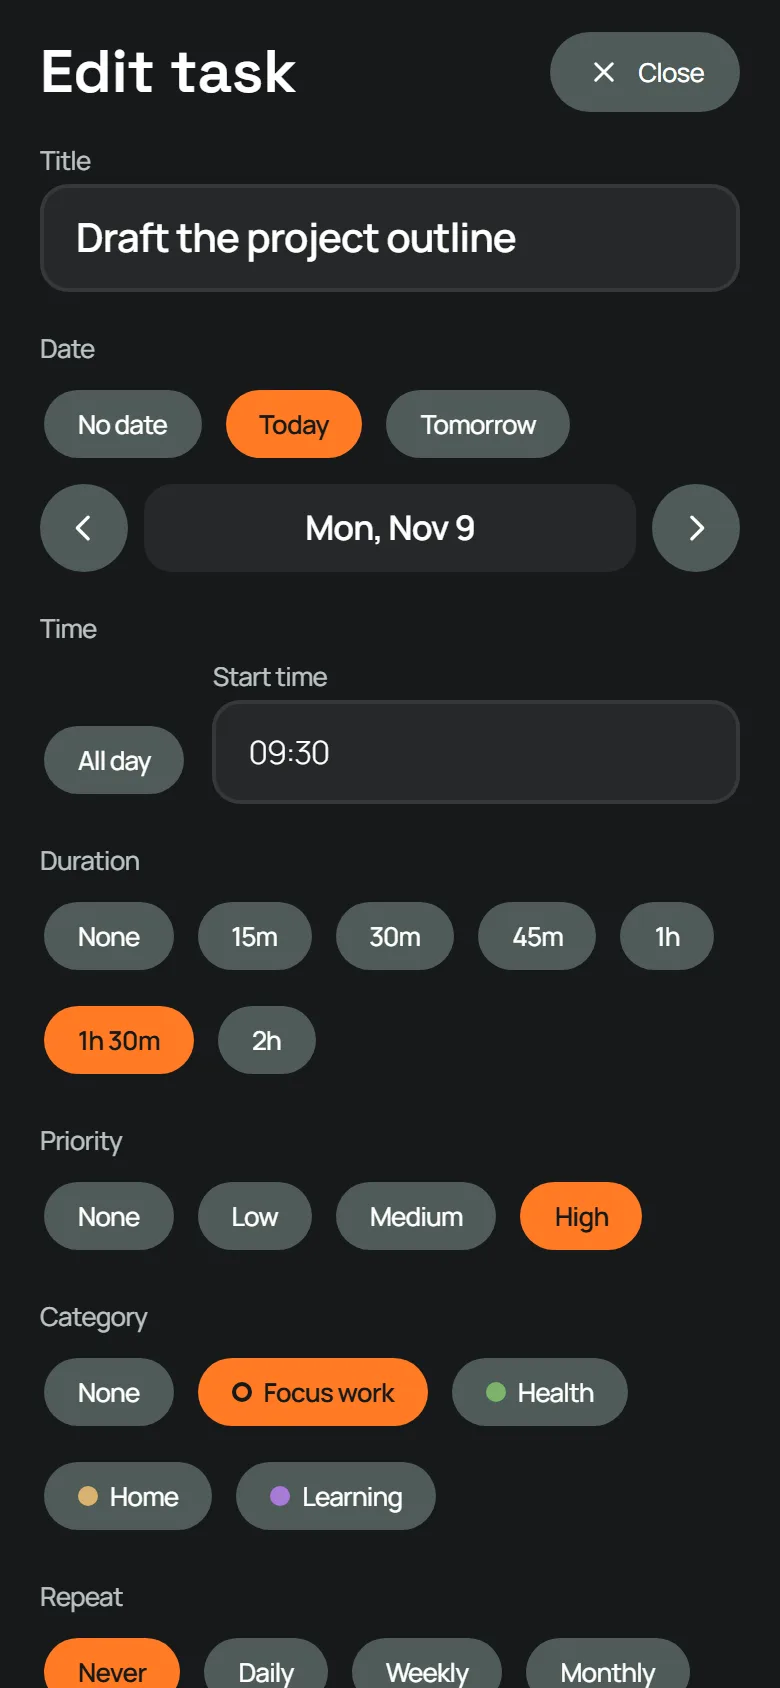 Edit task
Close
Title
Draft the project outline
Date
No date Today Tomorrow
Mon, Nov 9
Time
Start time
All day 09:30
Duration
None 15m 30m 45m 1h
1h 30m 2h
Priority
None Low Medium High
Category
None Focus work Health
Home Learning
Repeat
Never Daily Weekly Monthly